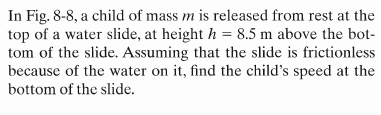 In Fig. 8-8, a child of mass m is released from rest at the
top of a water slide, at height h = 8.5 m above the bot-
tom of the slide. Assuming that the slide is frictionless
because of the water on it, find the child's speed at the
bottom of the slide.